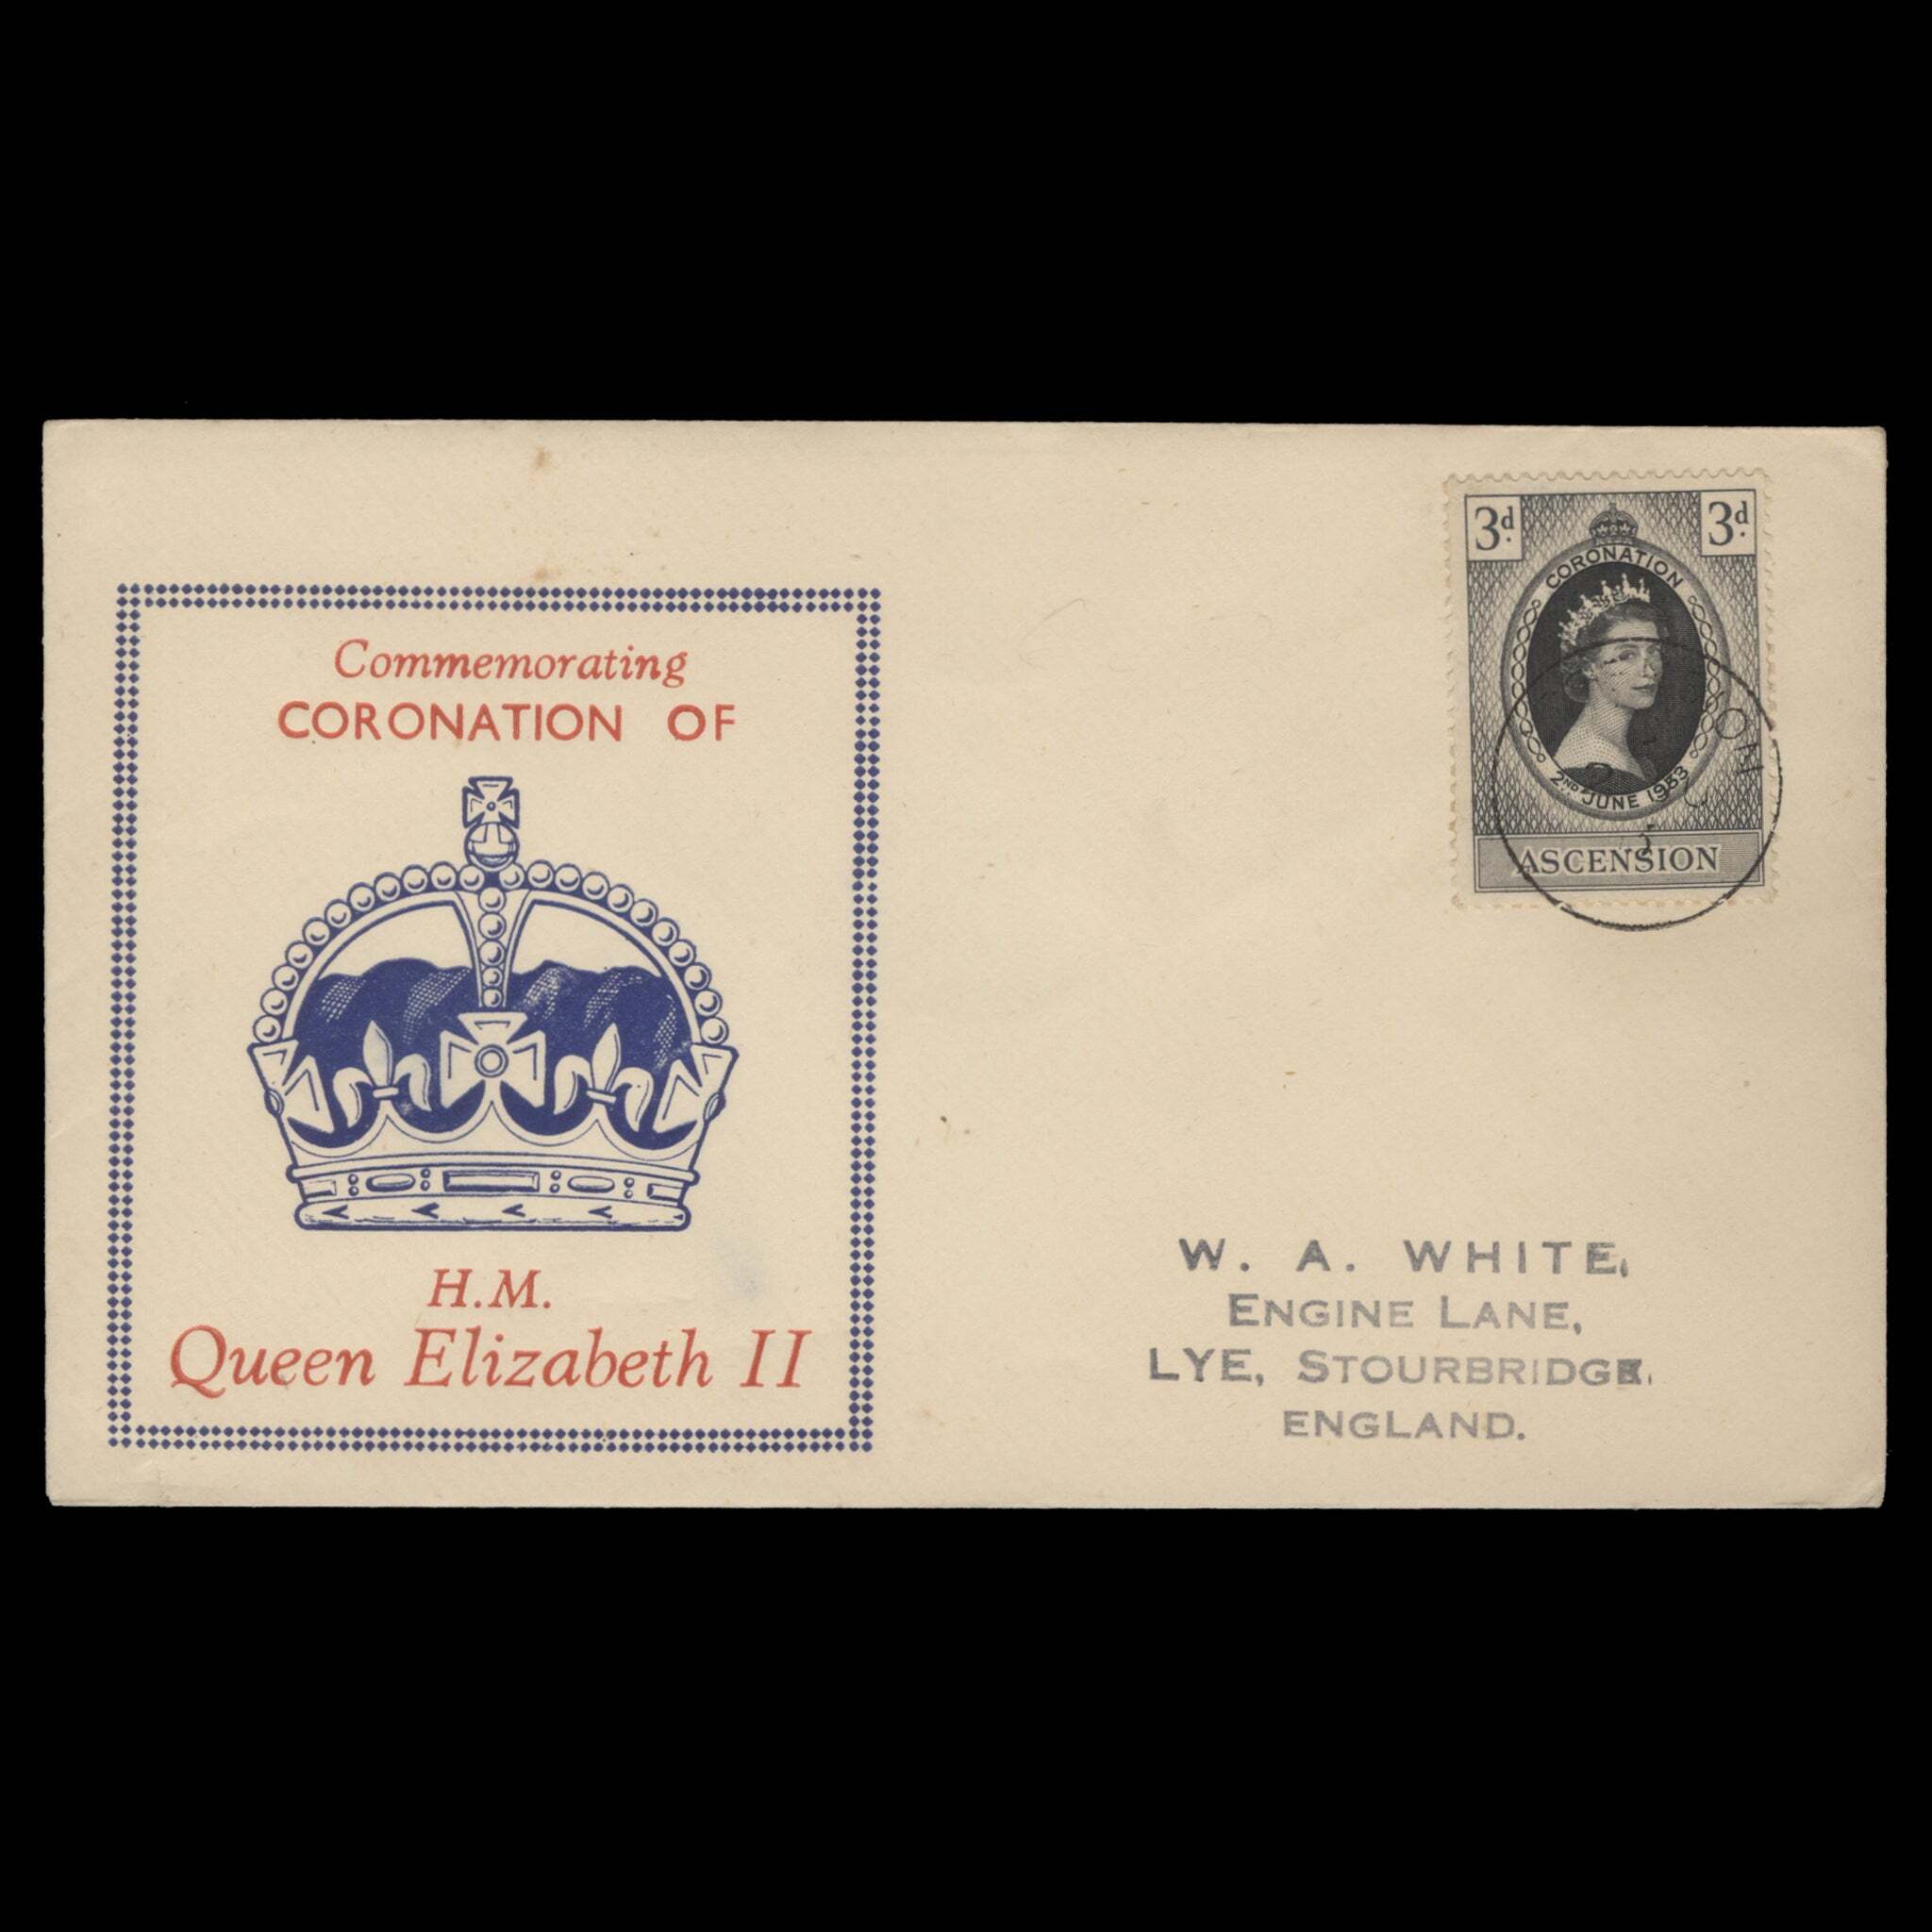 Commemorating
CORONATION OF
H.M.
Queen Elizabeth II
3d. 3d.
CORONATION
2ND JUNE 1953
ASCENSION
W. A. WHITE,
ENGINE LANE,
LYE, STOURBRIDGE.
ENGLAND.